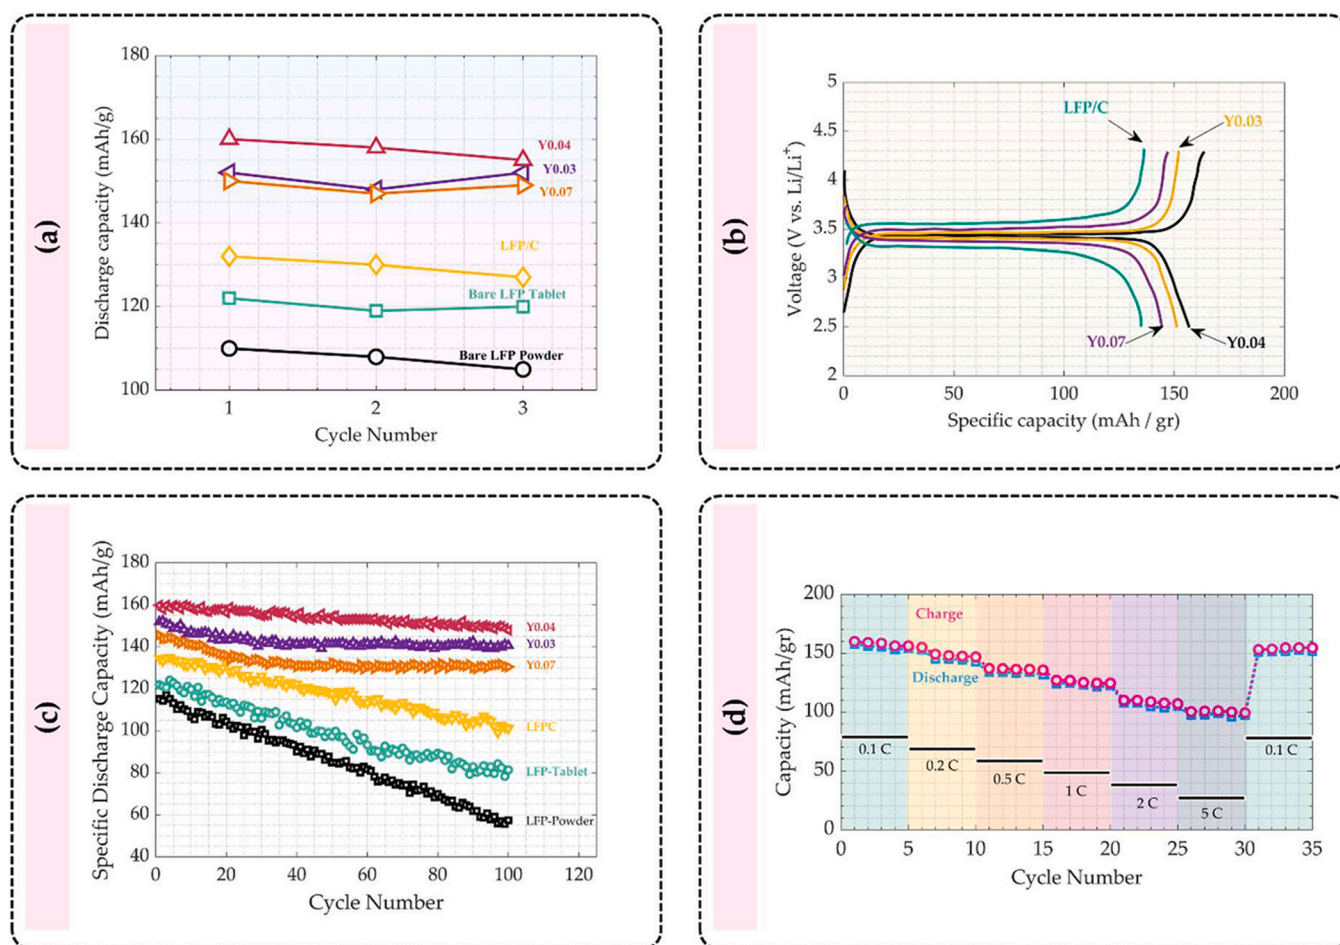 (a)
Discharge capacity (mAh/g)
180
160
140
120
100
Y0.04
Y0.03
Y0.07
LFP/C
Bare LFP Tablet
Bare LFP Powder
1 2 3
Cycle Number
(b)
Voltage (V vs. Li/Li+)
5
4.5
4
3.5
3
2.5
2
LFP/C
Y0.03
Y0.07
Y0.04
0 50 100 150 200
Specific capacity (mAh / gr)
(c)
Specific Discharge Capacity (mAh/g)
180
160
140
120
100
80
60
40
Y0.04
Y0.03
Y0.07
LFPC
LFP-Tablet
LFP-Powder
0 20 40 60 80 100 120
Cycle Number
(d)
Capacity (mAh/gr)
200
150
100
50
0
Charge
Discharge
0.1 C
0.2 C
0.5 C
1 C
2 C
5 C
0.1 C
0 5 10 15 20 25 30 35
Cycle Number